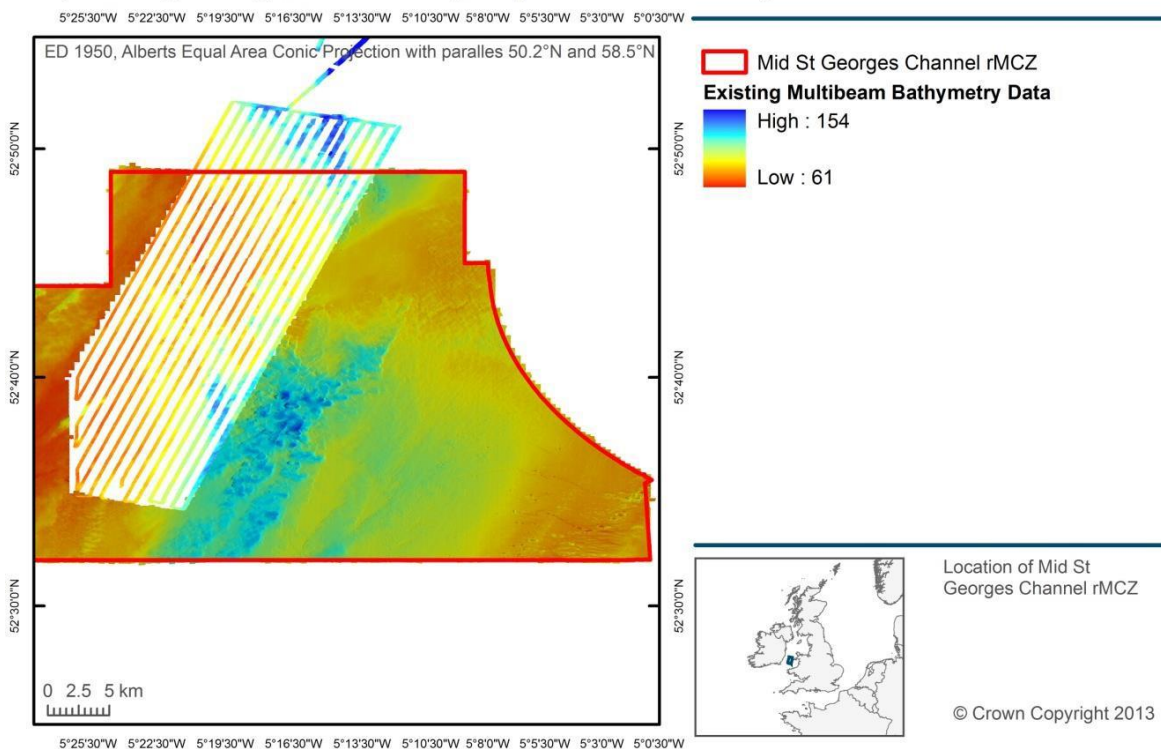 5°25'30"W 5°22'30"W 5°19'30"W 5°16'30"W 5°13'30"W 5°10'30"W 5°8'0"W 5°5'30"W 5°3'0"W 5°0'30"W
ED 1950, Alberts Equal Area Conic Projection with paralles 50.2°N and 58.5°N
52°50'0"N
52°40'0"N
52°30'0"N
52°50'0"N
52°40'0"N
52°30'0"N
0 2.5 5 km
5°25'30"W 5°22'30"W 5°19'30"W 5°16'30"W 5°13'30"W 5°10'30"W 5°8'0"W 5°5'30"W 5°3'0"W 5°0'30"W
Mid St Georges Channel rMCZ
Existing Multibeam Bathymetry Data
High : 154
Low : 61
Location of Mid St
Georges Channel rMCZ
© Crown Copyright 2013